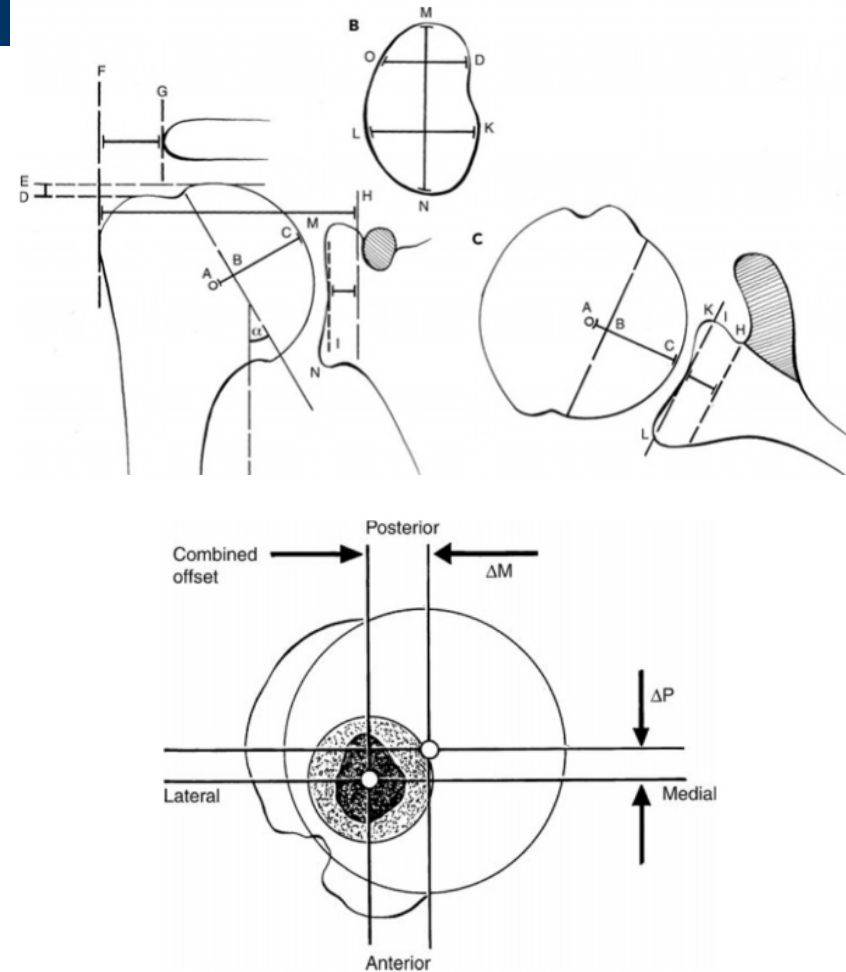 B
M
O
D
L
K
N
F
G
E
D
H
M
C
B
A
α
I
N
C
A
B
C
K
I
H
L
Posterior
Combined
offset
ΔM
ΔP
Lateral
Medial
Anterior